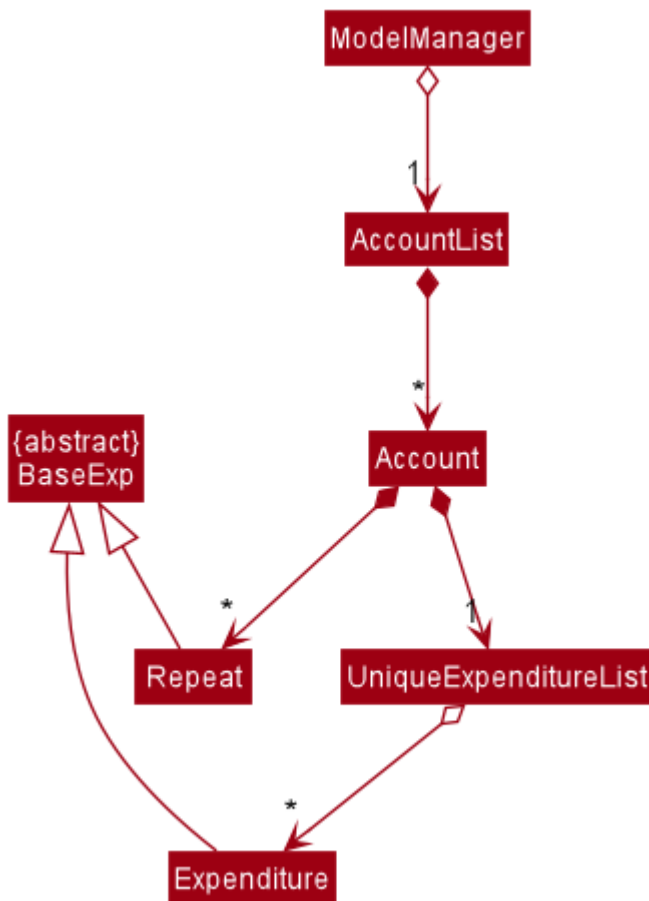 ModelManager
1
AccountList
*
{abstract}
BaseExp
Account
*
1
Repeat
UniqueExpenditureList
*
Expenditure